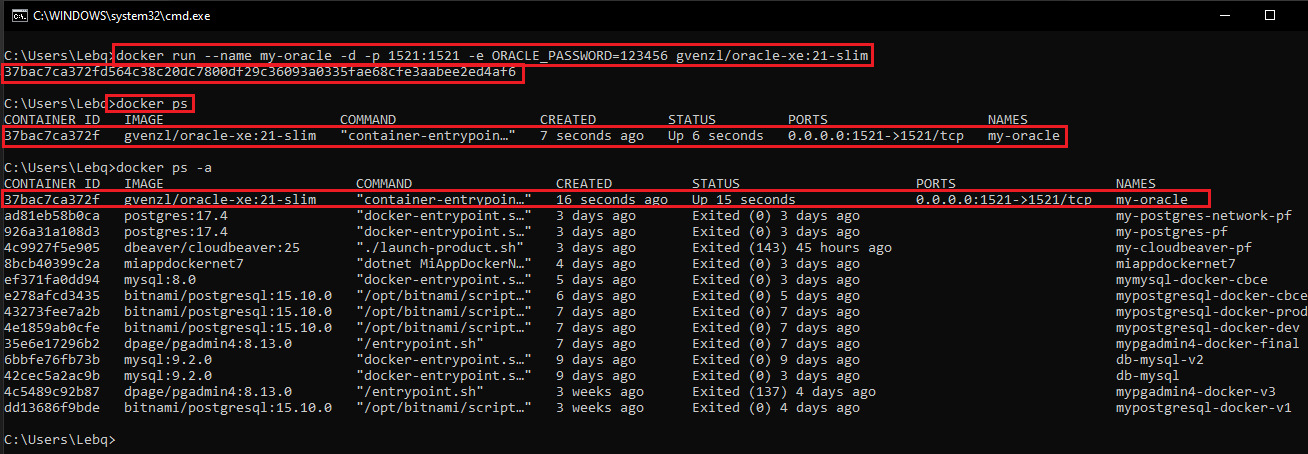 C:\WINDOWS\system32\cmd.exe
C:\Users\Lebq>docker run --name my-oracle -d -p 1521:1521 -e ORACLE_PASSWORD=123456 gvenzl/oracle-xe:21-slim
37bac7ca372fd564c38c20dc7800df29c36093a0335fae68cfe3aabee2ed4af6
C:\Users\Lebq>docker ps
CONTAINER ID   IMAGE                      COMMAND                  CREATED         STATUS         PORTS                    NAMES
37bac7ca372f   gvenzl/oracle-xe:21-slim   "container-entrypoin…"   7 seconds ago   Up 6 seconds   0.0.0.0:1521->1521/tcp   my-oracle
C:\Users\Lebq>docker ps -a
CONTAINER ID   IMAGE                        COMMAND                  CREATED          STATUS                      PORTS                    NAMES
37bac7ca372f   gvenzl/oracle-xe:21-slim     "container-entrypoin…"   16 seconds ago   Up 15 seconds               0.0.0.0:1521->1521/tcp   my-oracle
ad81eb58b0ca   postgres:17.4                "docker-entrypoint.s…"   3 days ago       Exited (0) 3 days ago                                my-postgres-network-pf
926a31a108d3   postgres:17.4                "docker-entrypoint.s…"   3 days ago       Exited (0) 3 days ago                                my-postgres-pf
4c9927f5e905   dbeaver/cloudbeaver:25       "./launch-product.sh"    3 days ago       Exited (143) 45 hours ago                            my-cloudbeaver-pf
8bcb40399c2a   miappdockernet7              "dotnet MiAppDockerN…"   4 days ago       Exited (0) 3 days ago                                miappdockernet7
ef371fa0dd94   mysql:8.0                    "docker-entrypoint.s…"   5 days ago       Exited (0) 3 days ago                                mymysql-docker-cbce
e278afcd3435   bitnami/postgresql:15.10.0   "/opt/bitnami/script…"   6 days ago       Exited (0) 5 days ago                                mypostgresql-docker-cbce
43273fee7a2b   bitnami/postgresql:15.10.0   "/opt/bitnami/script…"   7 days ago       Exited (0) 7 days ago                                mypostgresql-docker-prod
4e1859ab0cfe   bitnami/postgresql:15.10.0   "/opt/bitnami/script…"   7 days ago       Exited (0) 7 days ago                                mypostgresql-docker-dev
35e6e17296b2   dpage/pgadmin4:8.13.0        "/entrypoint.sh"         7 days ago       Exited (0) 7 days ago                                mypgadmin4-docker-final
6bbfe76fb73b   mysql:9.2.0                  "docker-entrypoint.s…"   9 days ago       Exited (0) 9 days ago                                db-mysql-v2
42cec5a2ac9b   mysql:9.2.0                  "docker-entrypoint.s…"   9 days ago       Exited (0) 3 days ago                                db-mysql
4c5489c92b87   dpage/pgadmin4:8.13.0        "/entrypoint.sh"         3 weeks ago      Exited (137) 4 days ago                              mypgadmin4-docker-v3
dd13686f9bde   bitnami/postgresql:15.10.0   "/opt/bitnami/script…"   3 weeks ago      Exited (0) 4 days ago                                mypostgresql-docker-v1
C:\Users\Lebq>